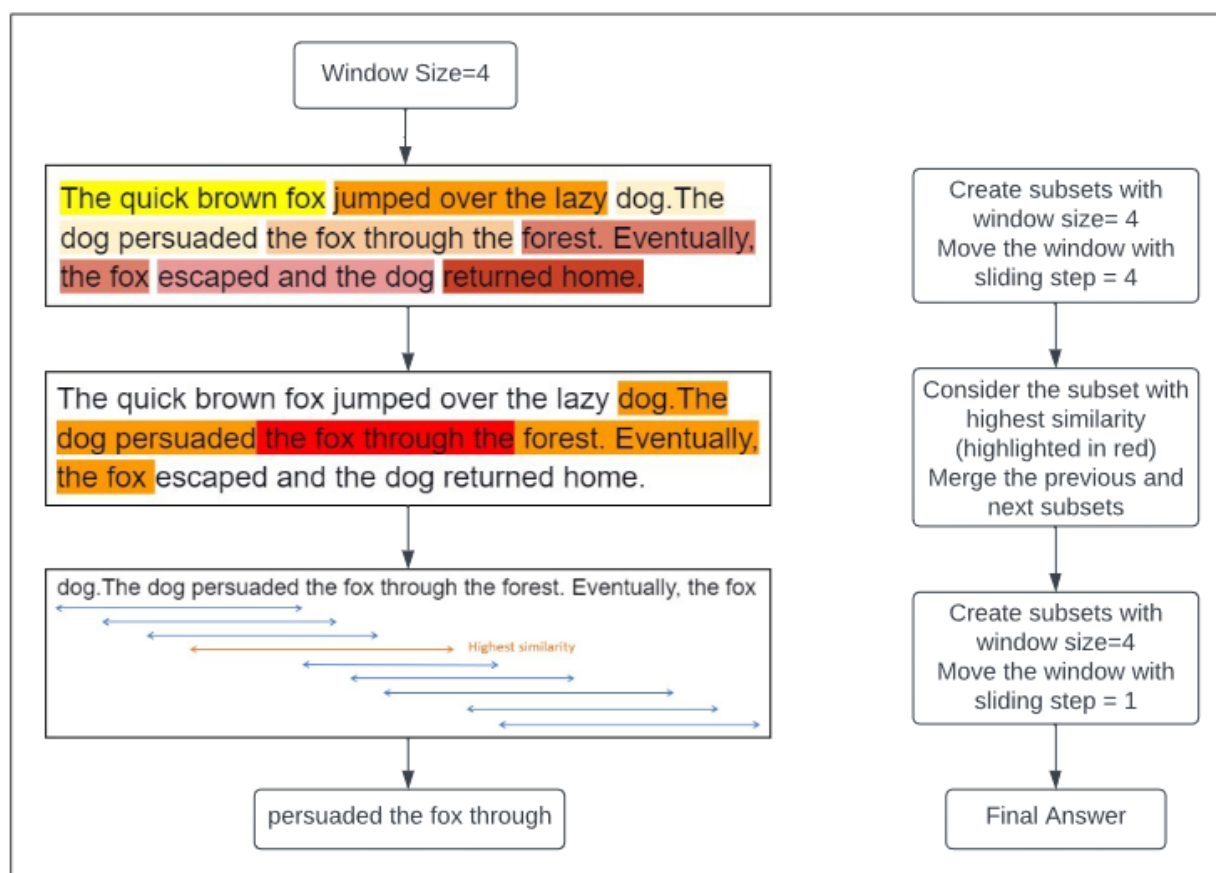 Window Size=4
The quick brown fox jumped over the lazy dog.The
dog persuaded the fox through the forest. Eventually,
the fox escaped and the dog returned home.
The quick brown fox jumped over the lazy dog.The
dog persuaded the fox through the forest. Eventually,
the fox escaped and the dog returned home.
dog.The dog persuaded the fox through the forest. Eventually, the fox
Highest similarity
persuaded the fox through
Create subsets with
window size= 4
Move the window with
sliding step = 4
Consider the subset with
highest similarity
(highlighted in red)
Merge the previous and
next subsets
Create subsets with
window size=4
Move the window with
sliding step = 1
Final Answer